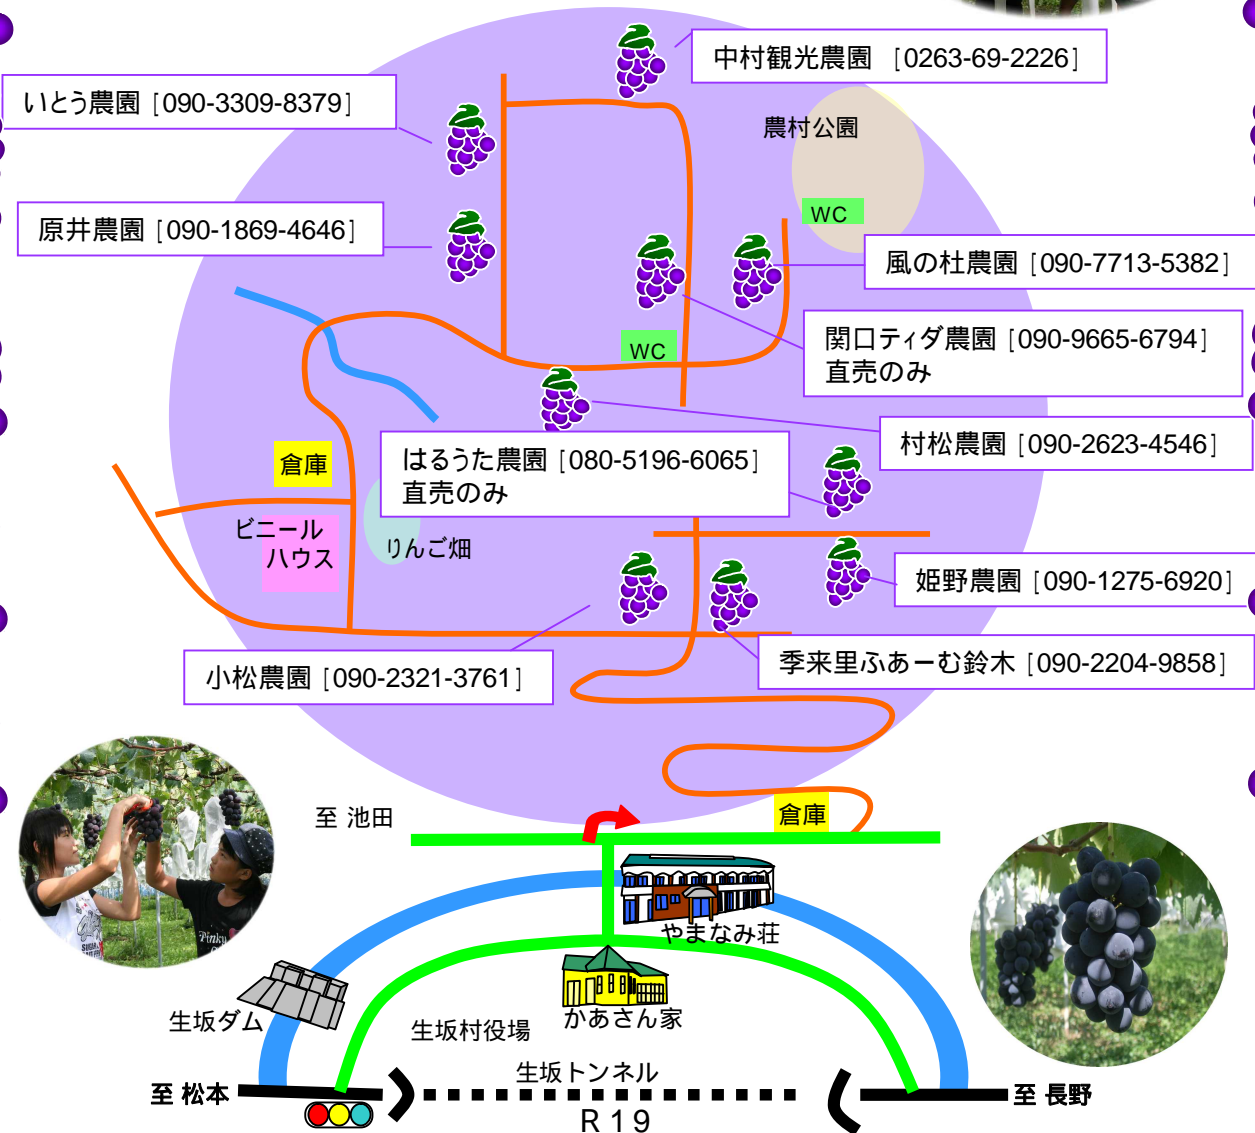 中村観光農園 [0263-69-2226]
いとう農園 [090-3309-8379]
農村公園
WC
原井農園 [090-1869-4646]
風の杜農園 [090-7713-5382]
関口ティダ農園 [090-9665-6794]
直売のみ
WC
村松農園 [090-2623-4546]
はるうた農園 [080-5196-6065]
直売のみ
倉庫
ビニール
ハウス
りんご畑
姫野農園 [090-1275-6920]
季来里ふあーむ鈴木 [090-2204-9858]
小松農園 [090-2321-3761]
倉庫
至 池田
やまなみ荘
かあさん家
生坂ダム
生坂村役場
生坂トンネル
至 松本
至 長野
R19